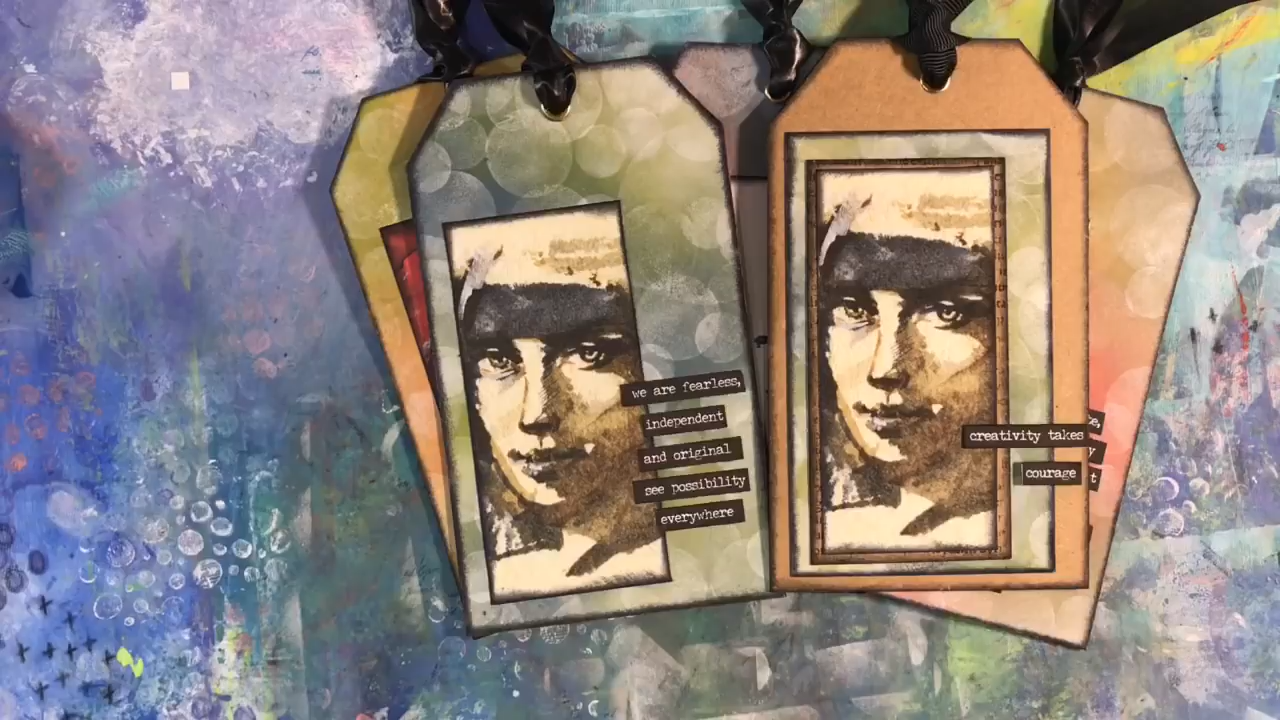 we are fearless,
independent
and original
see possibility
everywhere
creativity takes
courage